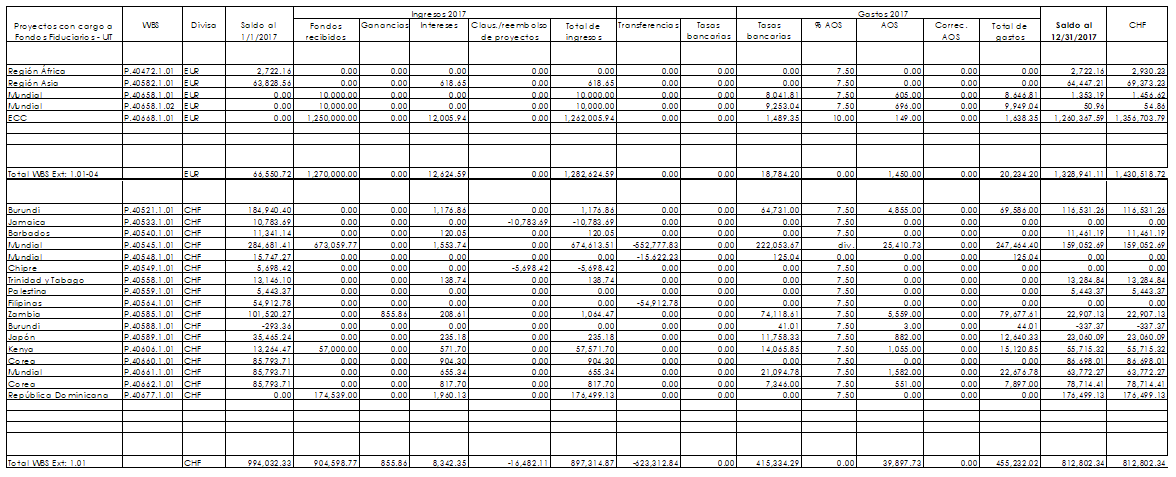 Ingresos 2017 Gastos 2017
Proyectos con cargo a Fondos Fiduciarios - UIT WBS Divisa Saldo al 1/1/2017 Fondos recibidos Ganancias Intereses Claus./reembolso de proyectos Total de ingresos Transferencias Tasas bancarias Tasas bancarias % AOS AOS Correc. AOS Total de gastos Saldo al 12/31/2017 CHF
Región África P.40472.1.01 EUR 2,722.16 0.00 0.00 0.00 0.00 0.00 0.00 7.50 0.00 0.00 0.00 2,722.16 2,930.23
Región Asia P.40582.1.01 EUR 63,828.56 0.00 0.00 618.65 0.00 618.65 0.00 7.50 0.00 0.00 0.00 64,447.21 69,373.23
Mundial P.40658.1.01 EUR 0.00 10,000.00 0.00 0.00 0.00 10,000.00 8,041.81 7.50 605.00 0.00 8,646.81 1,353.19 1,456.62
Mundial P.40658.1.02 EUR 0.00 10,000.00 0.00 0.00 0.00 10,000.00 9,253.04 7.50 696.00 0.00 9,949.04 50.96 54.86
ECC P.40668.1.01 EUR 0.00 1,250,000.00 0.00 12,005.94 0.00 1,262,005.94 1,489.35 10.00 149.00 0.00 1,638.35 1,260,367.59 1,356,703.79
Total WBS Ext: 1.01-04 EUR 66,550.72 1,270,000.00 0.00 12,624.59 0.00 1,282,624.59 0.00 0.00 18,784.20 0.00 1,450.00 0.00 20,234.20 1,328,941.11 1,430,518.72
Burundi P.40521.1.01 CHF 184,940.40 0.00 0.00 1,176.86 0.00 1,176.86 0.00 64,731.00 7.50 4,855.00 0.00 69,586.00 116,531.26 116,531.26
Jamaica P.40533.1.01 CHF 10,783.69 0.00 0.00 0.00 -10,783.69 -10,783.69 0.00 0.00 7.50 0.00 0.00 0.00 0.00 0.00
Barbados P.40540.1.01 CHF 11,341.14 0.00 0.00 120.05 0.00 120.05 0.00 0.00 7.50 0.00 0.00 0.00 11,461.19 11,461.19
Mundial P.40545.1.01 CHF 284,681.41 673,059.77 0.00 1,553.74 0.00 674,613.51 -552,777.83 0.00 222,053.67 div. 25,410.73 0.00 247,464.40 159,052.69 159,052.69
Mundial P.40548.1.01 CHF 15,747.27 0.00 0.00 0.00 0.00 0.00 -15,622.23 0.00 125.04 0.00 0.00 0.00 125.04 0.00 0.00
Chipre P.40549.1.01 CHF 5,698.42 0.00 0.00 0.00 -5,698.42 -5,698.42 0.00 0.00 7.50 0.00 0.00 0.00 0.00 0.00
Trinidad y Tabago P.40558.1.01 CHF 13,146.10 0.00 0.00 138.74 0.00 138.74 0.00 0.00 7.50 0.00 0.00 0.00 13,284.84 13,284.84
Palestina P.40559.1.01 CHF 5,443.37 0.00 0.00 0.00 0.00 0.00 0.00 0.00 7.50 0.00 0.00 0.00 5,443.37 5,443.37
Filipinas P.40564.1.01 CHF 54,912.78 0.00 0.00 0.00 0.00 0.00 -54,912.78 0.00 0.00 7.50 0.00 0.00 0.00 0.00 0.00
Zambia P.40585.1.01 CHF 101,520.27 0.00 855.86 208.61 0.00 1,064.47 0.00 74,118.61 7.50 5,559.00 0.00 79,677.61 22,907.13 22,907.13
Burundi P.40588.1.01 CHF -293.36 0.00 0.00 0.00 0.00 0.00 0.00 41.01 7.50 3.00 0.00 44.01 -337.37 -337.37
Japón P.40589.1.01 CHF 35,465.24 0.00 0.00 235.18 0.00 235.18 0.00 11,758.33 7.50 882.00 0.00 12,640.33 23,060.09 23,060.09
Kenya P.40606.1.01 CHF 13,264.47 57,000.00 0.00 571.70 0.00 57,571.70 0.00 14,065.85 7.50 1,055.00 0.00 15,120.85 55,715.32 55,715.32
Corea P.40660.1.01 CHF 85,793.71 0.00 0.00 904.30 0.00 904.30 0.00 0.00 7.50 0.00 0.00 0.00 86,698.01 86,698.01
Mundial P.40661.1.01 CHF 85,793.71 0.00 0.00 655.34 0.00 655.34 0.00 21,094.78 7.50 1,582.00 0.00 22,676.78 63,772.27 63,772.27
Corea P.40662.1.01 CHF 85,793.71 0.00 0.00 817.70 0.00 817.70 0.00 7,346.00 7.50 551.00 0.00 7,897.00 78,714.41 78,714.41
República Dominicana P.40677.1.01 CHF 0.00 174,539.00 0.00 1,960.13 0.00 176,499.13 0.00 0.00 7.50 0.00 0.00 0.00 176,499.13 176,499.13
Total WBS Ext: 1.01 CHF 994,032.33 904,598.77 855.86 8,342.35 -16,482.11 897,314.87 -623,312.84 0.00 415,334.29 0.00 39,897.73 0.00 455,232.02 812,802.34 812,802.34